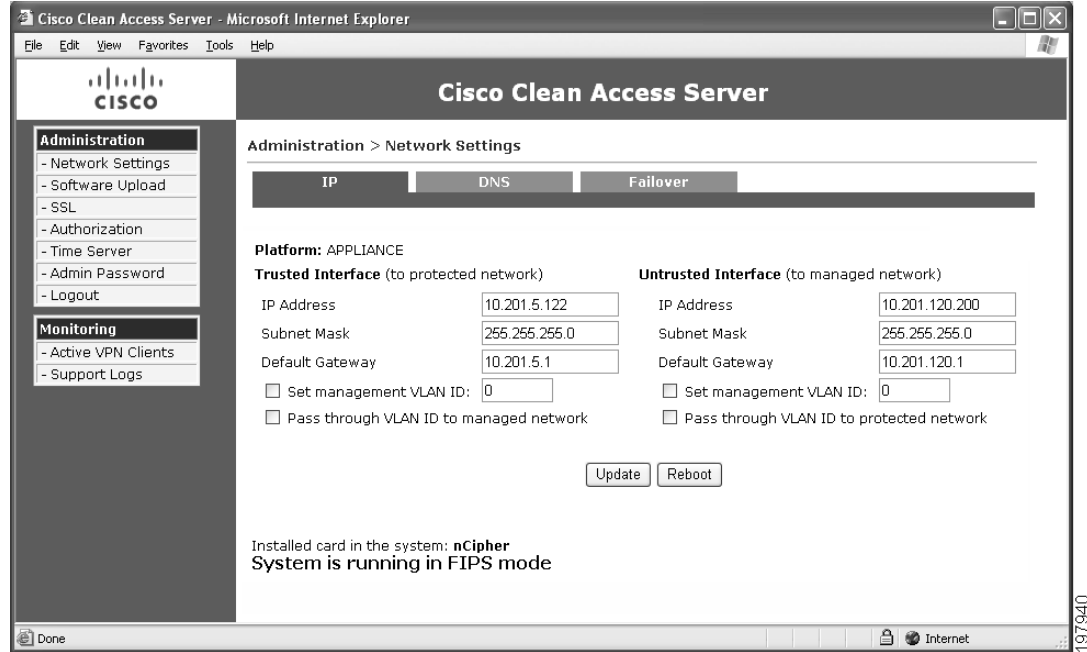 Cisco Clean Access Server - Microsoft Internet Explorer
File Edit View Favorites Tools Help
CISCO
Cisco Clean Access Server
Administration
- Network Settings
- Software Upload
- SSL
- Authorization
- Time Server
- Admin Password
- Logout
Monitoring
- Active VPN Clients
- Support Logs
Administration > Network Settings
IP DNS Failover
Platform: APPLIANCE
Trusted Interface (to protected network)
IP Address 10.201.5.122
Subnet Mask 255.255.255.0
Default Gateway 10.201.5.1
Set management VLAN ID: 0
Pass through VLAN ID to managed network
Untrusted Interface (to managed network)
IP Address 10.201.120.200
Subnet Mask 255.255.255.0
Default Gateway 10.201.120.1
Set management VLAN ID: 0
Pass through VLAN ID to protected network
Update Reboot
Installed card in the system: nCipher
System is running in FIPS mode
Done Internet
197940